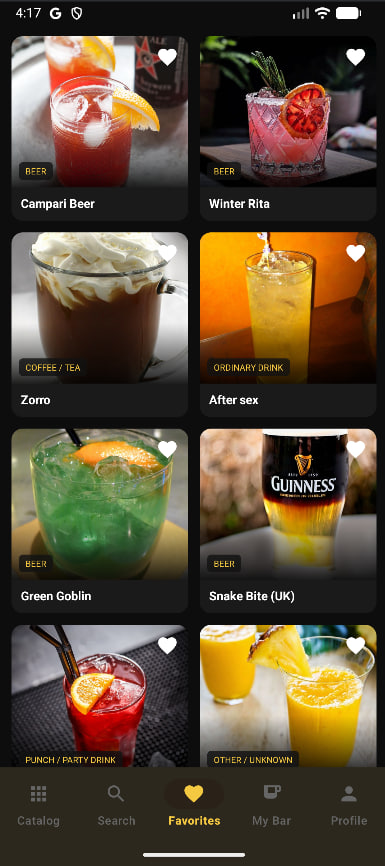 4:17
BEER
Campari Beer
BEER
Winter Rita
COFFEE / TEA
Zorro
ORDINARY DRINK
After sex
BEER
Green Goblin
GUINNESS
BEER
Snake Bite (UK)
PUNCH / PARTY DRINK
OTHER / UNKNOWN
Catalog
Search
Favorites
My Bar
Profile